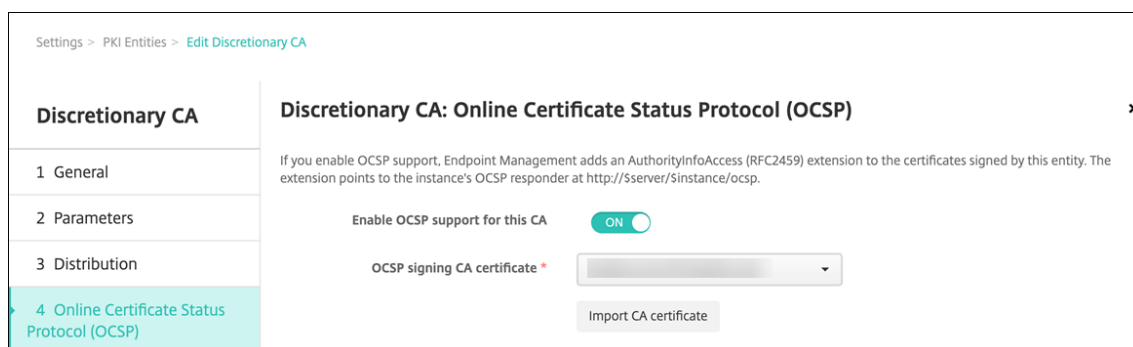 Settings > PKI Entities > Edit Discretionary CA
Discretionary CA
1 General
2 Parameters
3 Distribution
4 Online Certificate Status
Protocol (OCSP)
Discretionary CA: Online Certificate Status Protocol (OCSP)
If you enable OCSP support, Endpoint Management adds an AuthorityInfoAccess (RFC2459) extension to the certificates signed by this entity. The
extension points to the instance's OCSP responder at http://$server/$instance/ocsp.
Enable OCSP support for this CA
ON
OCSP signing CA certificate *
Import CA certificate